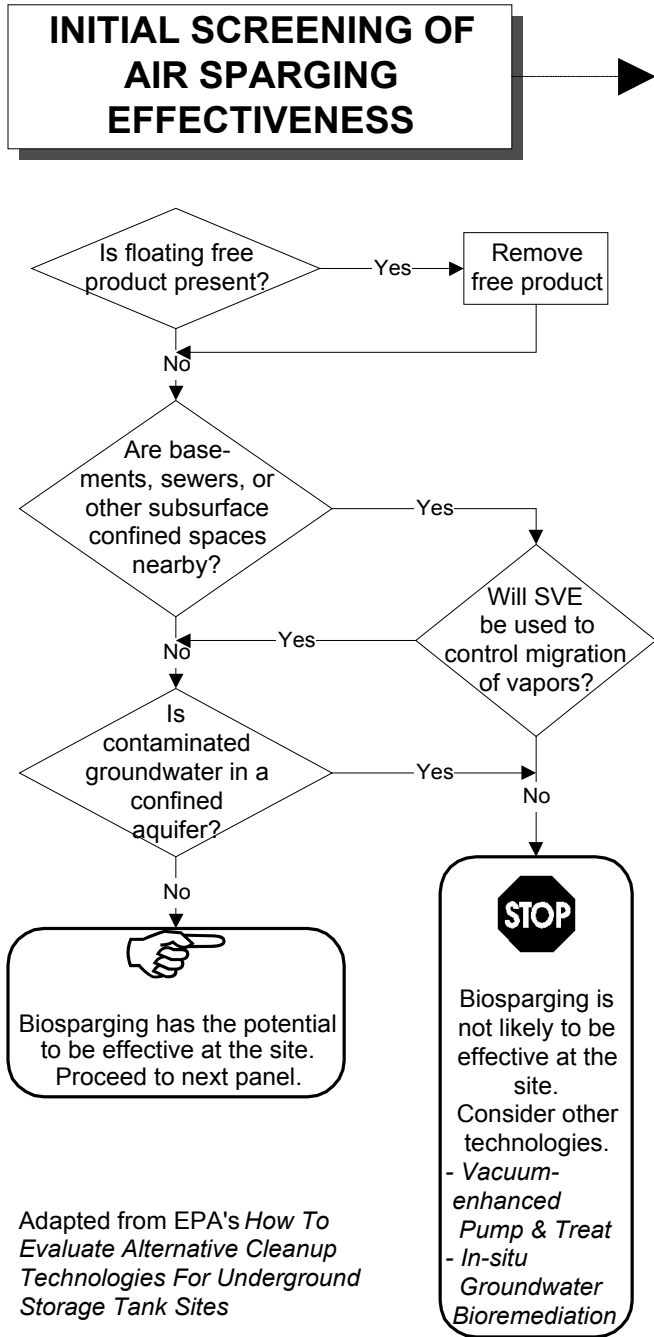 INITIAL SCREENING OF
AIR SPARGING
EFFECTIVENESS
Is floating free
product present?
Yes
Remove
free product
No
Are base-
ments, sewers, or
other subsurface
confined spaces
nearby?
Yes
Will SVE
be used to
control migration
of vapors?
Yes
No
Is
contaminated
groundwater in a
confined
aquifer?
Yes
No
No
STOP
Biosparging has the potential
to be effective at the site.
Proceed to next panel.
Biosparging is
not likely to be
effective at the
site.
Consider other
technologies.
- Vacuum-
enhanced
Pump & Treat
- In-situ
Groundwater
Bioremediation
Adapted from EPA's How To
Evaluate Alternative Cleanup
Technologies For Underground
Storage Tank Sites